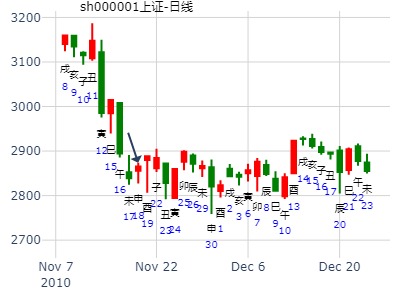 sh000001上证-日线
3200
3100
3000
2900
2800
2700
戌
8
亥
9
子
10
丑
11
寅
12
巳
15
午
16
未
17
申
18
酉
19
子
22
丑
23
寅
24
卯
25
辰
26
未
29
申
30
酉
1
戌
2
亥
3
寅
6
卯
7
辰
8
巳
9
午
10
酉
13
戌
14
亥
15
子
16
丑
17
辰
20
巳
21
午
22
未
23
Nov 7
2010
Nov 22
Dec 6
Dec 20